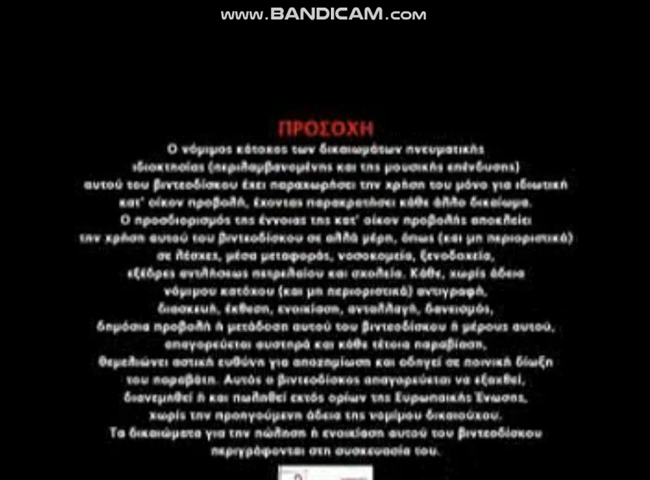 www.BANDICAM.com
ΠΡΟΣΟΧΗ
Ο νόμιμος κάτοχος των δικαιωμάτων πνευματικής
ιδιοκτησίας (περιλαμβανομένης και της μουσικής επένδυσης)
αυτού του βιντεοδίσκου έχει παραχωρήσει την χρήση του μόνο για ιδιωτική
κατ' οίκον προβολή, έχοντας παρακρατήσει κάθε άλλο δικαίωμα.
Ο προσδιορισμός της έννοιας της κατ' οίκον προβολής αποκλείει
την χρήση αυτού του βιντεοδίσκου σε άλλα μέρη, όπως (και μη περιοριστικά)
σε λέσχες, μέσα μεταφοράς, νοσοκομεία, ξενοδοχεία,
εξέδρες αντλήσεως πετρελαίου και σχολεία. Κάθε, χωρίς άδεια
νόμιμου κατόχου (και μη περιοριστικά) αντιγραφή,
διασκευή, έκθεση, ενοικίαση, ανταλλαγή, δανεισμός,
δημόσια προβολή ή μετάδοση αυτού του βιντεοδίσκου ή μέρους αυτού,
απαγορεύεται αυστηρά και κάθε τέτοια παραβίαση,
θεμελιώνει αστική ευθύνη για αποζημίωση και οδηγεί σε ποινική δίωξη
του παραβάτη. Αυτός ο βιντεοδίσκος απαγορεύεται να εξαχθεί,
διανεμηθεί ή και πωληθεί εκτός ορίων της Ευρωπαικής Ένωσης,
χωρίς την προηγούμενη άδεια της νομίμου δικαιούχου.
Τα δικαιώματα για την πώληση ή ενοικίαση αυτού του βιντεοδίσκου
περιγράφονται στη συσκευασία του.